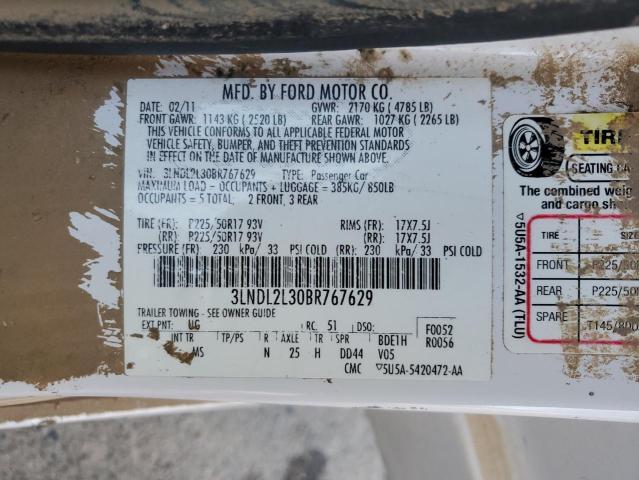 MFD. BY FORD MOTOR CO.
DATE: 02/11 GVWR: 2170 KG ( 4785 LB)
FRONT GAWR: 1143 KG ( 2520 LB) REAR GAWR: 1027 KG ( 2265 LB)
THIS VEHICLE CONFORMS TO ALL APPLICABLE FEDERAL MOTOR
VEHICLE SAFETY, BUMPER, AND THEFT PREVENTION STANDARDS
IN EFFECT ON THE DATE OF MANUFACTURE SHOWN ABOVE.
VIN: 3LNDL2L30BR767629 TYPE: Passenger Car
MAXIMUM LOAD = OCCUPANTS + LUGGAGE = 385KG/ 850LB
OCCUPANTS = 5 TOTAL, 2 FRONT, 3 REAR
TIRE (FR): P225/50R17 93V RIMS (FR): 17X7.5J
(RR): P225/50R17 93V (RR): 17X7.5J
PRESSURE (FR): 230 kPa/ 33 PSI COLD (RR): 230 kPa/ 33 PSI COLD
3LNDL2L30BR767629
TRAILER TOWING - SEE OWNER GUIDE
EXT PNT: UG RC: 51 DSO: F0052
INT TR TP/PS R AXLE TR SPR BDE1H R0056
MS N 25 H DD44 V05
CMC ▽5U5A-5420472-AA
▽5U5A-1532-AA (TLU)
TIRE
SEATING
The combined weig
and cargo sho
TIRE SIZE
FRONT P225/50
REAR P225/50
SPARE T145/80